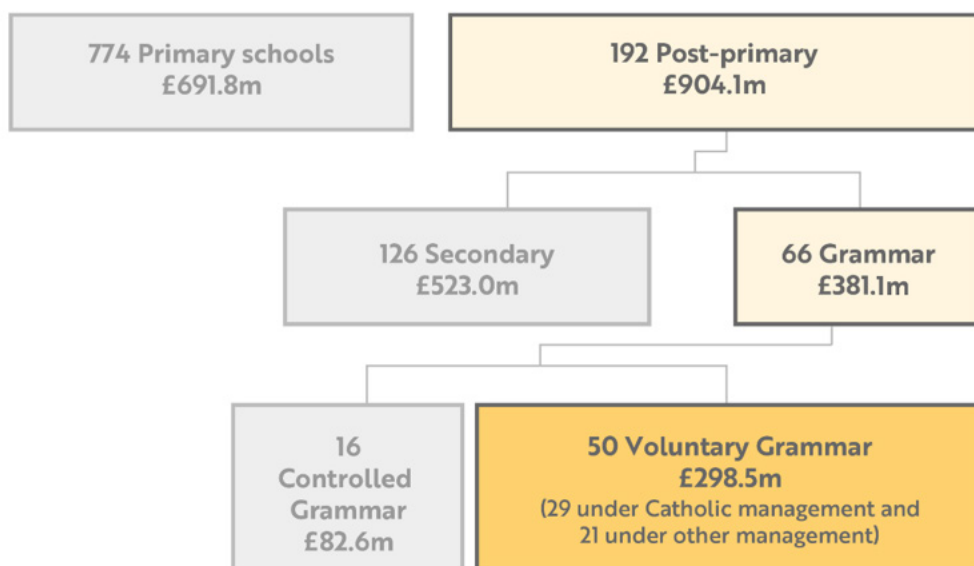 774 Primary schools
£691.8m
192 Post-primary
£904.1m
126 Secondary
£523.0m
66 Grammar
£381.1m
16
Controlled
Grammar
£82.6m
50 Voluntary Grammar
£298.5m
(29 under Catholic management and
21 under other management)